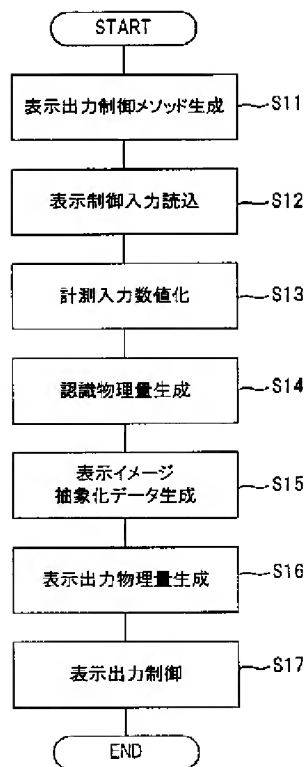 START
表示出力制御メソッド生成
S11
表示制御入力読込
S12
計測入力数値化
S13
認識物理量生成
S14
表示イメージ
抽象化データ生成
S15
表示出力物理量生成
S16
表示出力制御
S17
END